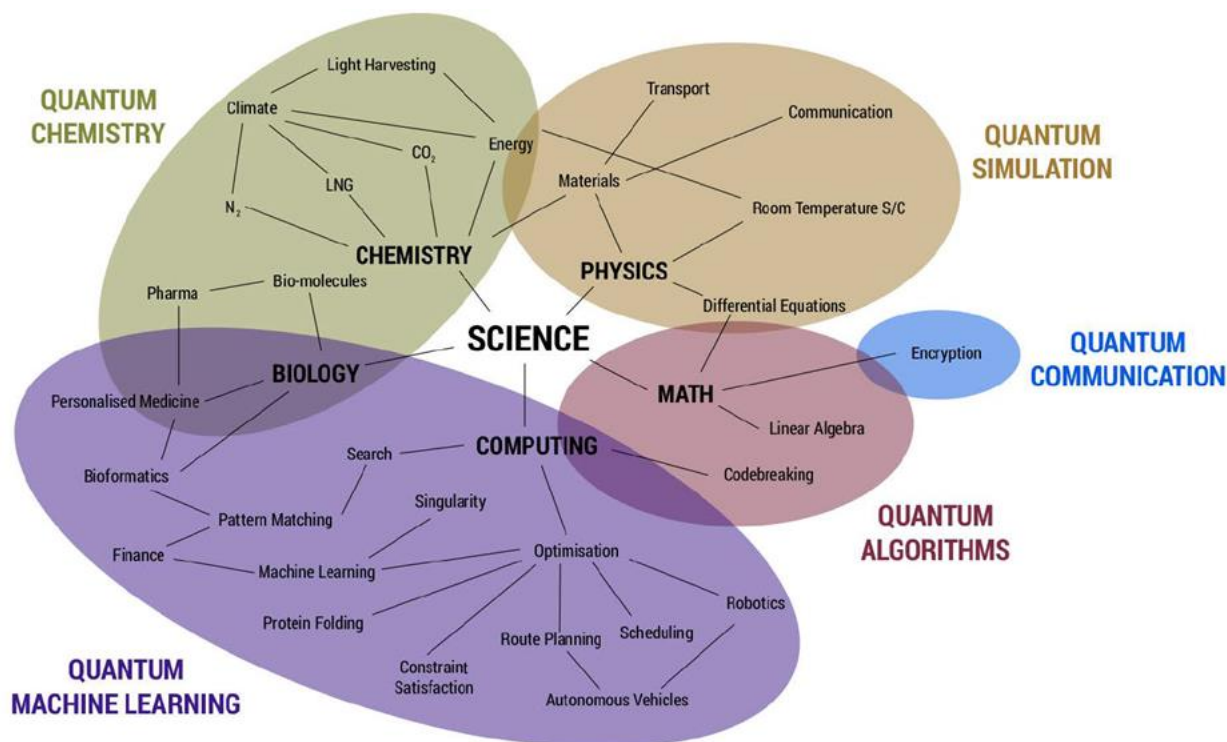 Light Harvesting
QUANTUM
CHEMISTRY
Climate
Transport
Communication
QUANTUM
SIMULATION
Energy
CO₂
LNG
Materials
N₂
Room Temperature S/C
CHEMISTRY
PHYSICS
Pharma
Bio-molecules
Differential Equations
SCIENCE
Encryption
QUANTUM
COMMUNICATION
BIOLOGY
MATH
Personalised Medicine
Linear Algebra
COMPUTING
Search
Codebreaking
Bioformatics
Singularity
Pattern Matching
QUANTUM
ALGORITHMS
Finance
Optimisation
Machine Learning
Robotics
Protein Folding
Route Planning
Scheduling
QUANTUM
MACHINE LEARNING
Constraint
Satisfaction
Autonomous Vehicles